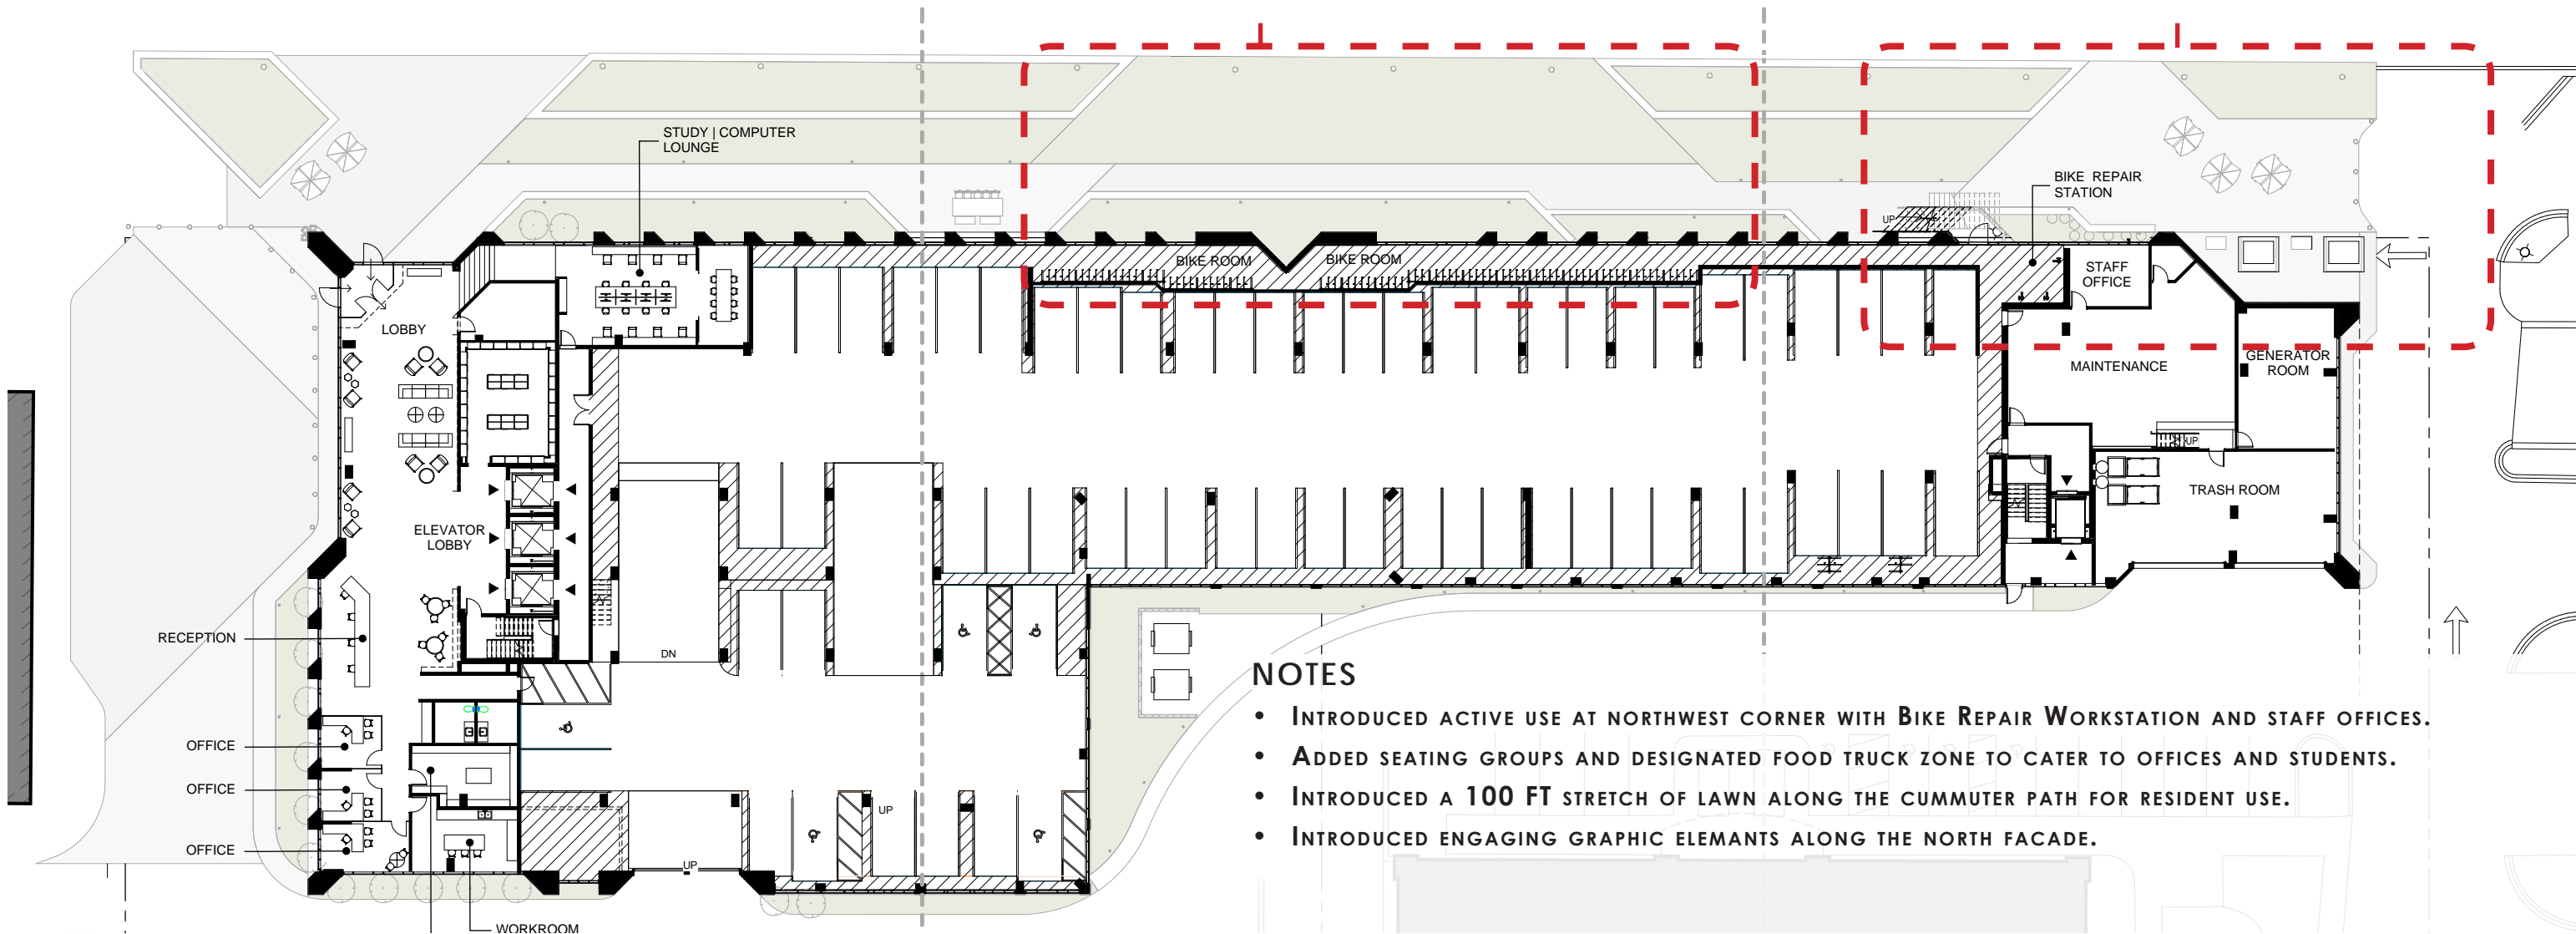 STUDY | COMPUTER
LOUNGE
BIKE REPAIR
STATION
UP
BIKE ROOM
BIKE ROOM
STAFF
OFFICE
LOBBY
GENERATOR
ROOM
MAINTENANCE
UP
TRASH ROOM
ELEVATOR
LOBBY
RECEPTION
DN
OFFICE
OFFICE
OFFICE
UP
UP
WORKROOM
NOTES
• INTRODUCED ACTIVE USE AT NORTHWEST CORNER WITH BIKE REPAIR WORKSTATION AND STAFF OFFICES.
• ADDED SEATING GROUPS AND DESIGNATED FOOD TRUCK ZONE TO CATER TO OFFICES AND STUDENTS.
• INTRODUCED A 100 FT STRETCH OF LAWN ALONG THE CUMMUTER PATH FOR RESIDENT USE.
• INTRODUCED ENGAGING GRAPHIC ELEMANTS ALONG THE NORTH FACADE.